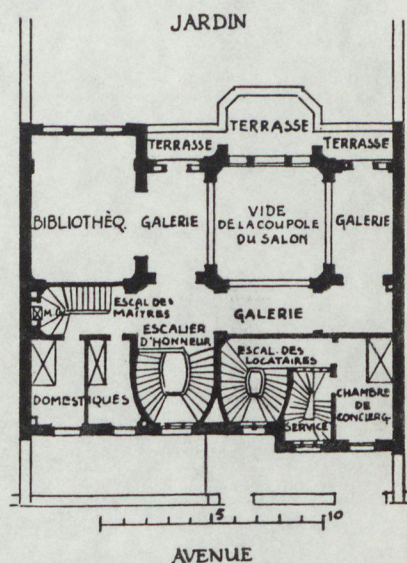 JARDIN
TERRASSE
TERRASSE
TERRASSE
BIBLIOTHÈQ.
GALERIE
VIDE
DE LA COUPOLE
DU SALON
GALERIE
ESCAL. DES
MAÎTRES
GALERIE
ESCALIER
D'HONNEUR
ESCAL. DES
LOCATAIRES
DOMESTIQUES
SERVICE
CHAMBRE
DE
CONCIERG.
5
10
AVENUE